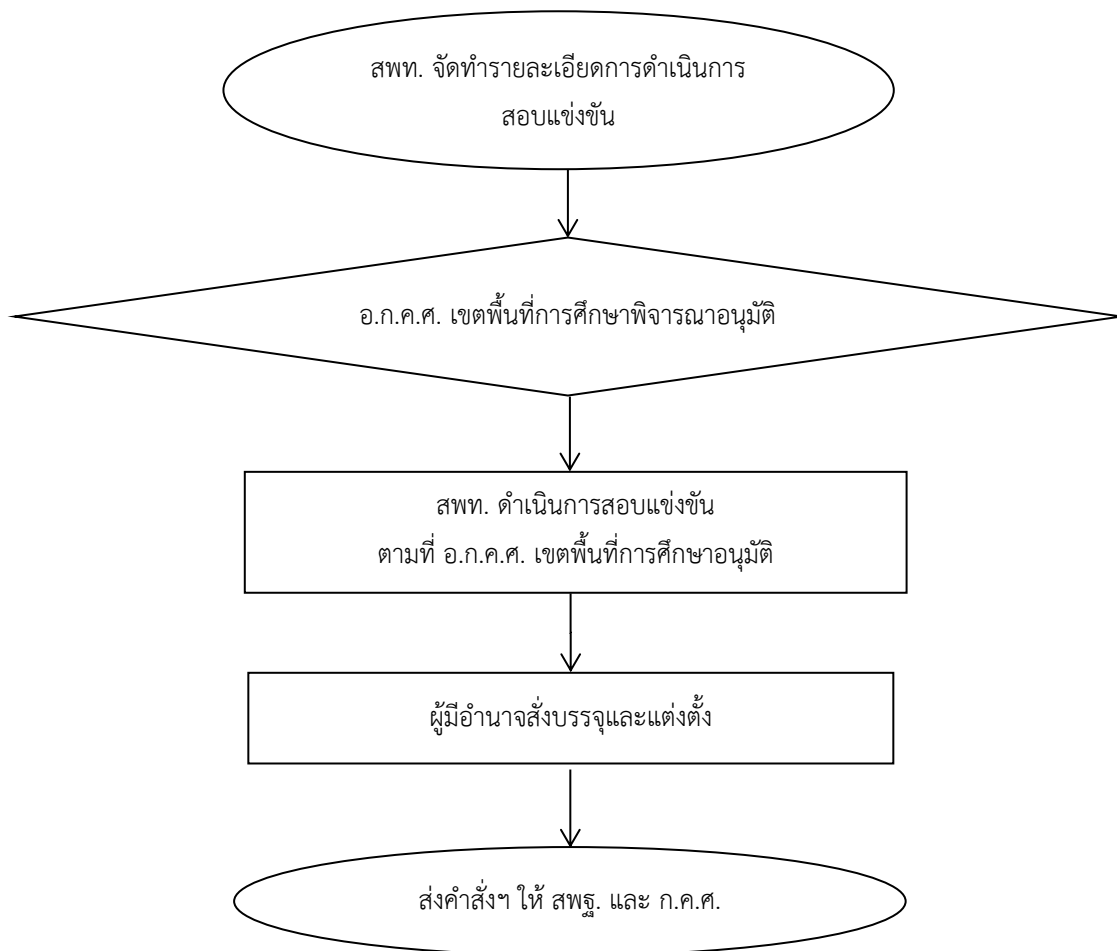 สพท. จัดทำรายละเอียดการดำเนินการ
สอบแข่งขัน
อ.ก.ค.ศ. เขตพื้นที่การศึกษาพิจารณาอนุมัติ
สพท. ดำเนินการสอบแข่งขัน
ตามที่ อ.ก.ค.ศ. เขตพื้นที่การศึกษาอนุมัติ
ผู้มีอำนาจสั่งบรรจุและแต่งตั้ง
ส่งคำสั่งฯ ให้ สพฐ. และ ก.ค.ศ.